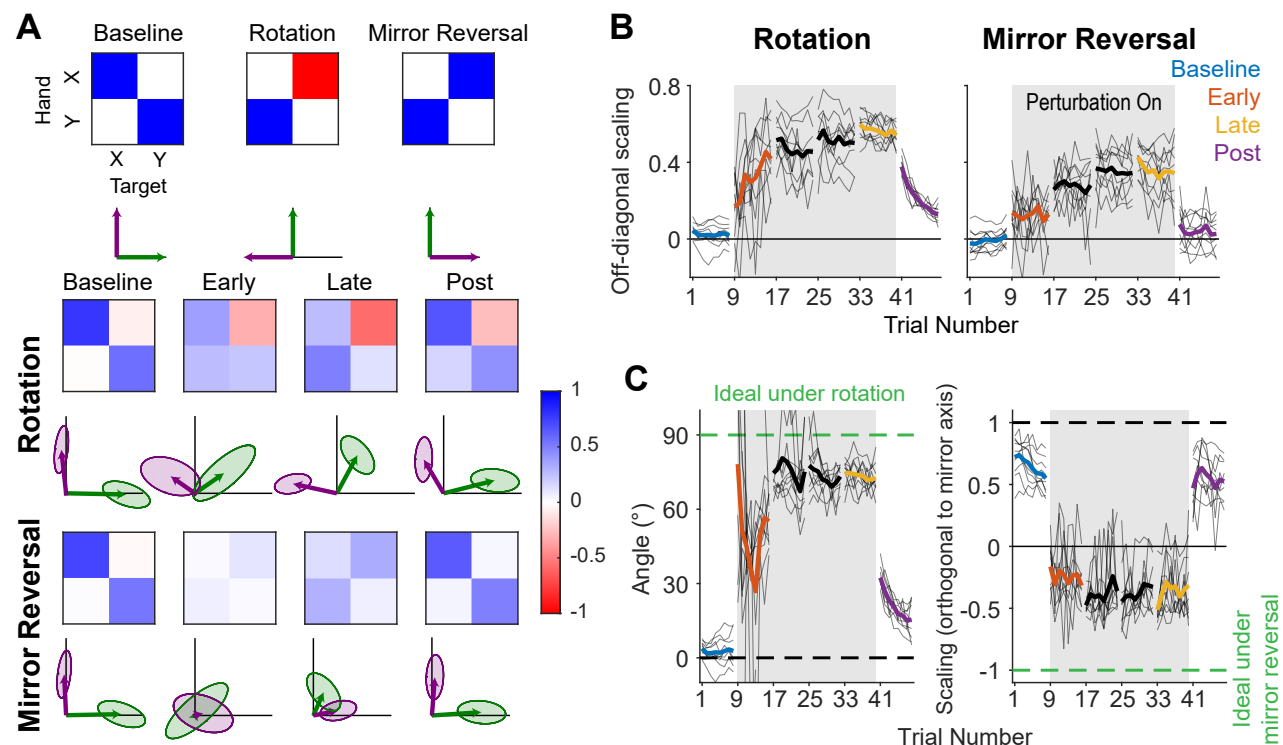 A
Baseline
Rotation
Mirror Reversal
Hand
X
Y
X Y
Target
Baseline
Early
Late
Post
Rotation
Mirror Reversal
1
0.5
0
-0.5
-1
B
Rotation
Mirror Reversal
Baseline
Early
Late
Post
Perturbation On
Off-diagonal scaling
0.8
0.4
0
1 9 17 25 33 41
1 9 17 25 33 41
Trial Number
C
Ideal under rotation
Angle (°)
90
60
30
0
1 9 17 25 33 41
Scaling (orthogonal to mirror axis)
1
0.5
0
-0.5
-1
1 9 17 25 33 41
Ideal under
mirror reversal
Trial Number